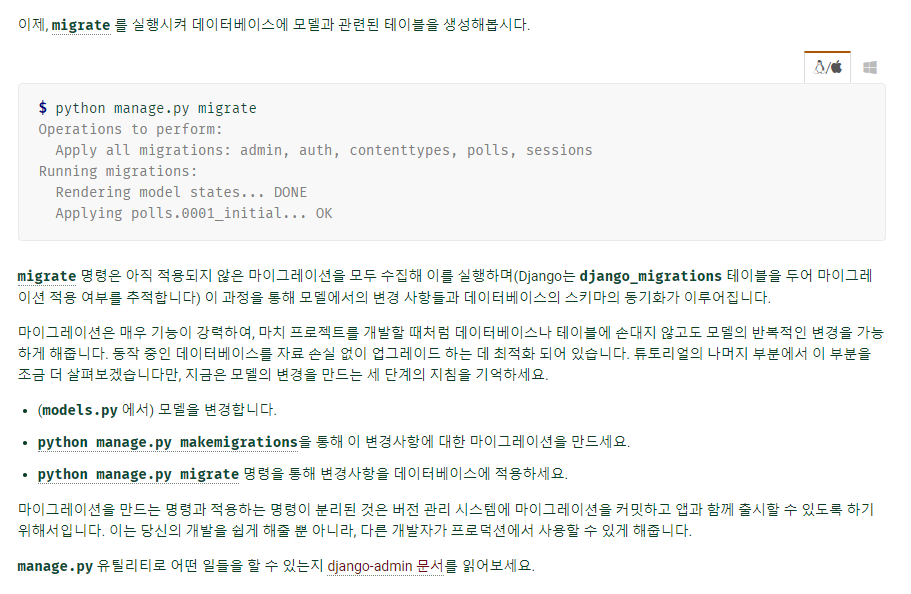 이제, migrate 를 실행시켜 데이터베이스에 모델과 관련된 테이블을 생성해봅시다.
/
$ python manage.py migrate
Operations to perform:
  Apply all migrations: admin, auth, contenttypes, polls, sessions
Running migrations:
  Rendering model states... DONE
  Applying polls.0001_initial... OK
migrate 명령은 아직 적용되지 않은 마이그레이션을 모두 수집해 이를 실행하며(Django는 django_migrations 테이블을 두어 마이그레
이션 적용 여부를 추적합니다) 이 과정을 통해 모델에서의 변경 사항들과 데이터베이스의 스키마의 동기화가 이루어집니다.
마이그레이션은 매우 기능이 강력하여, 마치 프로젝트를 개발할 때처럼 데이터베이스나 테이블에 손대지 않고도 모델의 반복적인 변경을 가능
하게 해줍니다. 동작 중인 데이터베이스를 자료 손실 없이 업그레이드 하는 데 최적화 되어 있습니다. 튜토리얼의 나머지 부분에서 이 부분을
조금 더 살펴보겠습니다만, 지금은 모델의 변경을 만드는 세 단계의 지침을 기억하세요.
• (models.py 에서) 모델을 변경합니다.
• python manage.py makemigrations을 통해 이 변경사항에 대한 마이그레이션을 만드세요.
• python manage.py migrate 명령을 통해 변경사항을 데이터베이스에 적용하세요.
마이그레이션을 만드는 명령과 적용하는 명령이 분리된 것은 버전 관리 시스템에 마이그레이션을 커밋하고 앱과 함께 출시할 수 있도록 하기
위해서입니다. 이는 당신의 개발을 쉽게 해줄 뿐 아니라, 다른 개발자가 프로덕션에서 사용할 수 있게 해줍니다.
manage.py 유틸리티로 어떤 일들을 할 수 있는지 django-admin 문서를 읽어보세요.